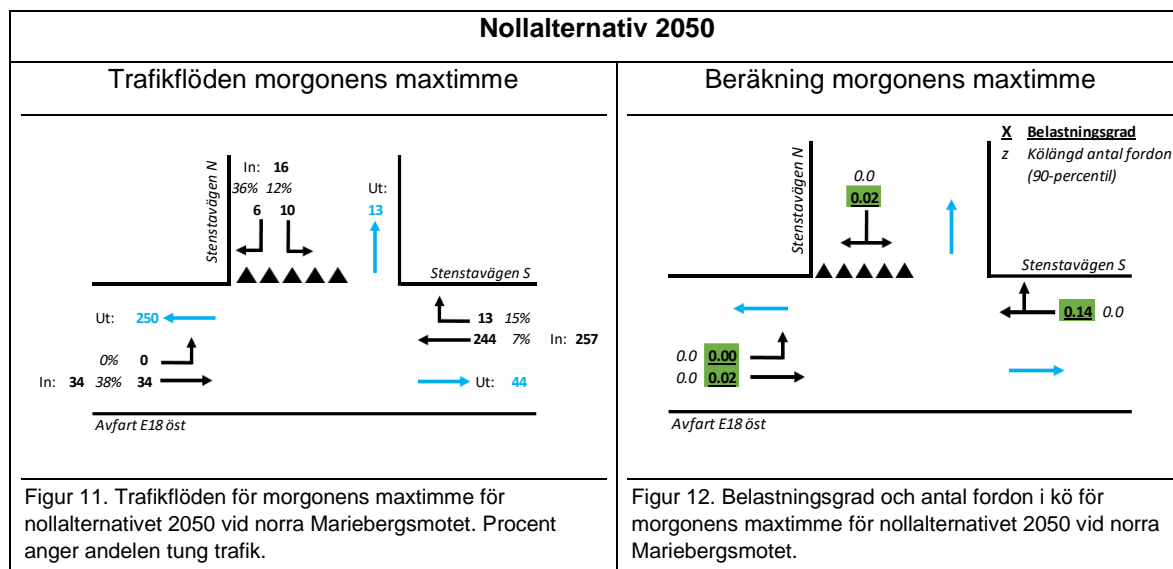 Nollalternativ 2050
Trafikflöden morgonens maxtimme
Stenstavägen N
In: 16
36% 12%
6 10
Ut:
13
Stenstavägen S
13 15%
244 7% In: 257
Ut: 250
0% 0
In: 34 38% 34
Ut: 44
Avfart E18 öst
Figur 11. Trafikflöden för morgonens maxtimme för
nollalternativet 2050 vid norra Mariebergsmotet. Procent
anger andelen tung trafik.
Beräkning morgonens maxtimme
X Belastningsgrad
z Kölängd antal fordon
(90-percentil)
Stenstavägen N
0.0
0.02
Stenstavägen S
0.14 0.0
0.0 0.00
0.0 0.02
Avfart E18 öst
Figur 12. Belastningsgrad och antal fordon i kö för
morgonens maxtimme för nollalternativet 2050 vid norra
Mariebergsmotet.